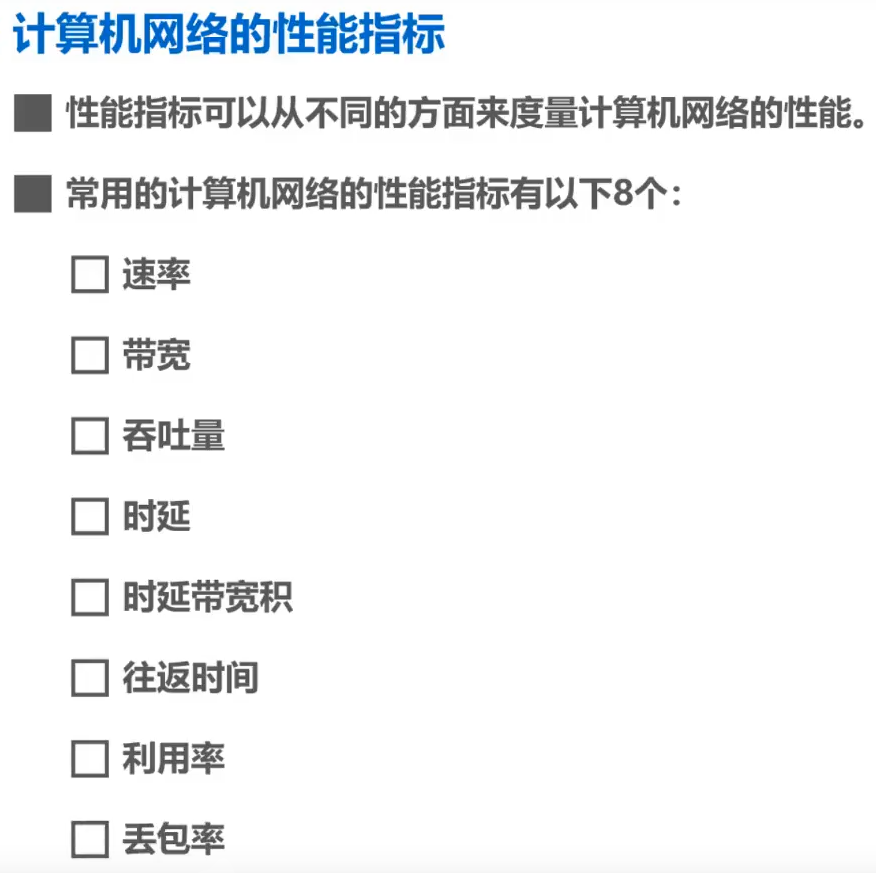 计算机网络的性能指标
性能指标可以从不同的方面来度量计算机网络的性能。
常用的计算机网络的性能指标有以下8个：
速率
带宽
吞吐量
时延
时延带宽积
往返时间
利用率
丢包率